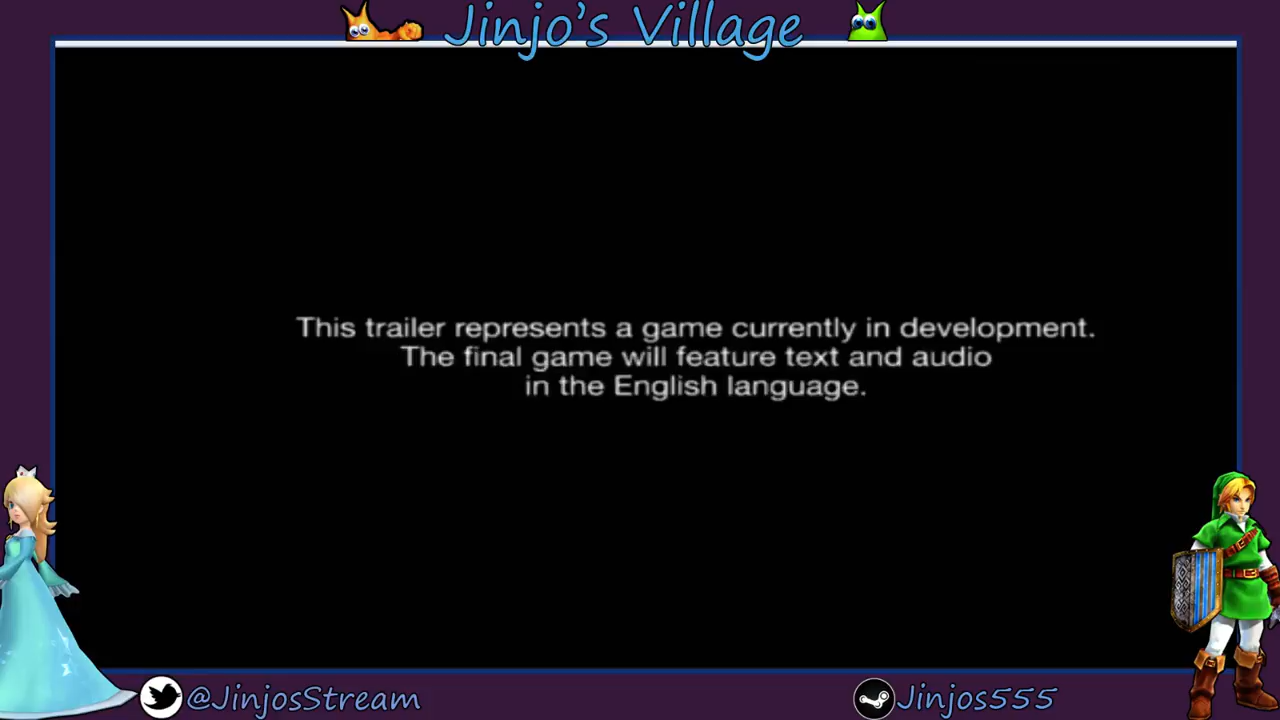 Jinjo's Village
This trailer represents a game currently in development.
The final game will feature text and audio
in the English language.
@JinjosStream
Jinjos555